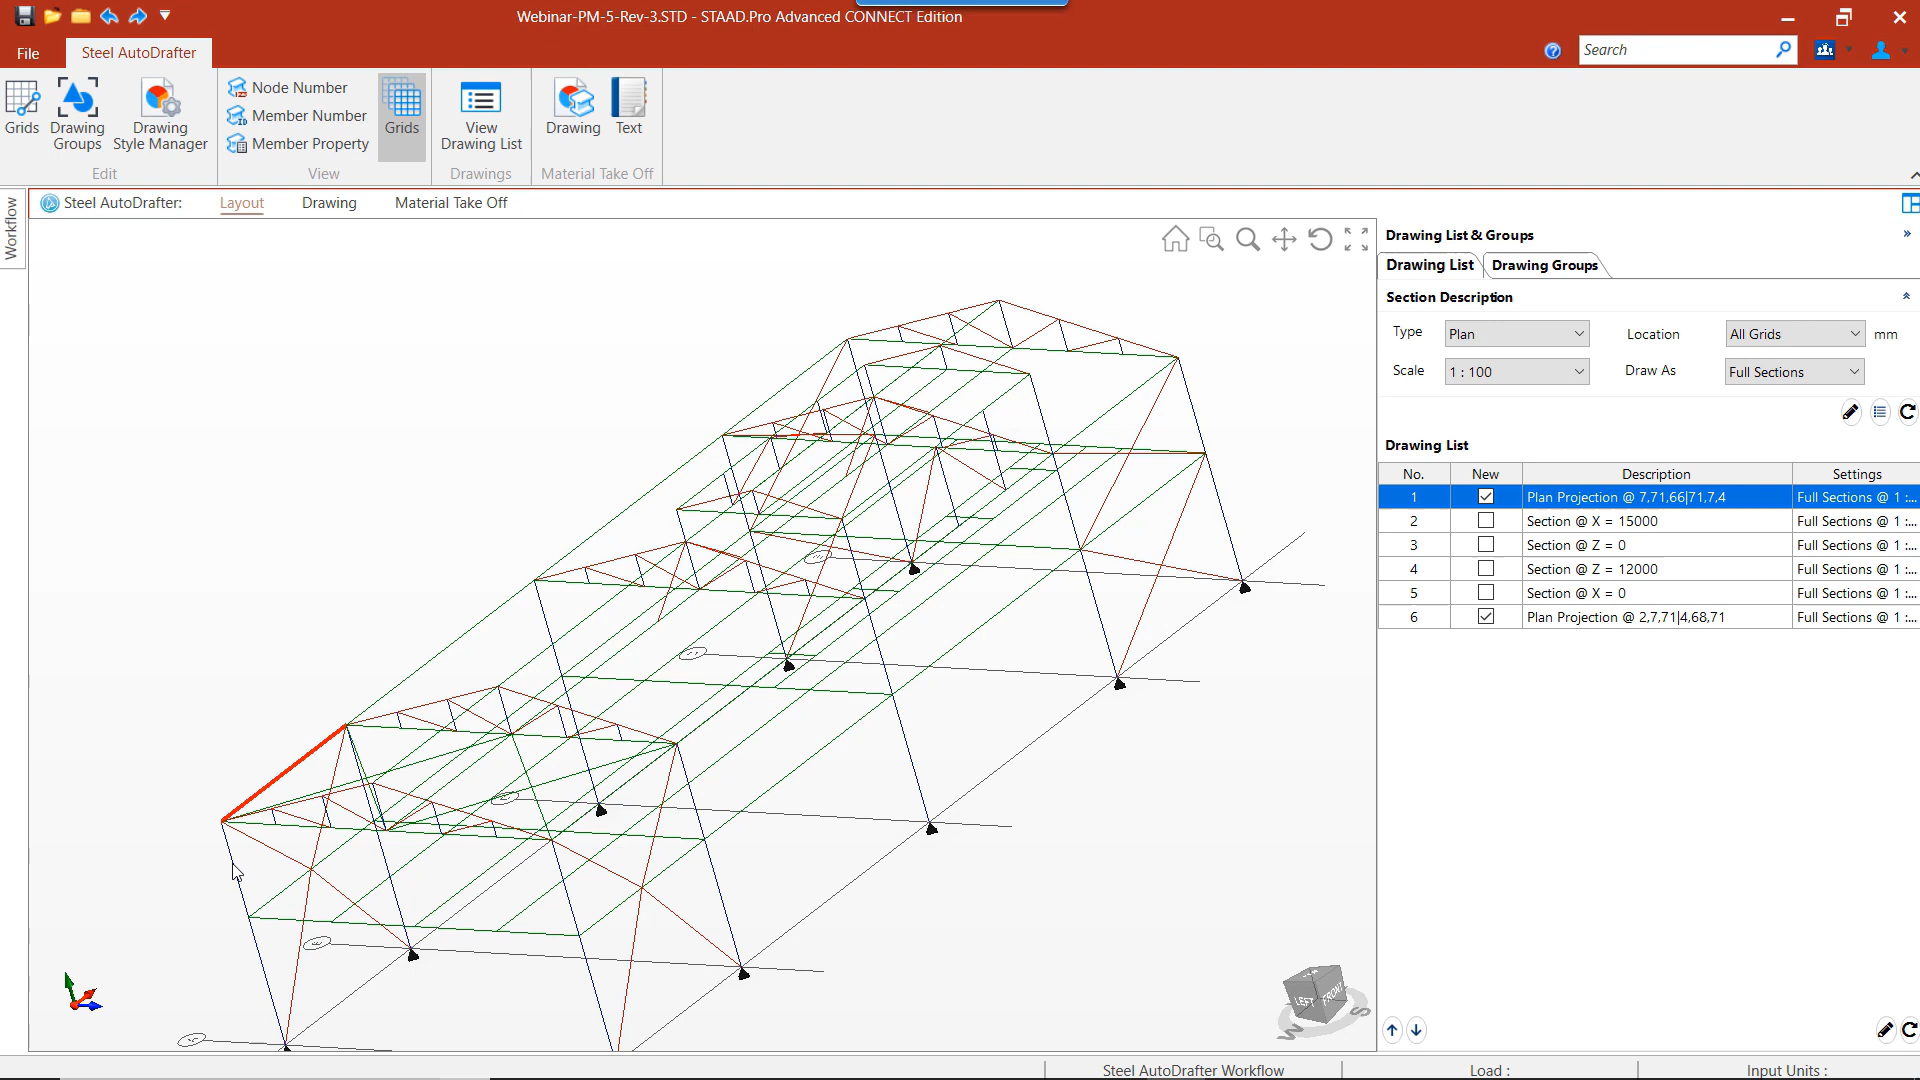 Webinar-PM-5-Rev-3.STD - STAAD.Pro Advanced CONNECT Edition
File
Steel AutoDrafter
Search
Grids
Drawing Groups
Drawing Style Manager
Edit
Node Number
Member Number
Member Property
Grids
View
View Drawing List
Drawings
Drawing
Text
Material Take Off
Workflow
Steel AutoDrafter:
Layout
Drawing
Material Take Off
Drawing List & Groups
Drawing List
Drawing Groups
Section Description
Type
Plan
Location
All Grids
mm
Scale
1 : 100
Draw As
Full Sections
Drawing List
No. New Description Settings
1 Plan Projection @ 7,71,66|71,7,4 Full Sections @ 1 :...
2 Section @ X = 15000 Full Sections @ 1 :...
3 Section @ Z = 0 Full Sections @ 1 :...
4 Section @ Z = 12000 Full Sections @ 1 :...
5 Section @ X = 0 Full Sections @ 1 :...
6 Plan Projection @ 2,7,71|4,68,71 Full Sections @ 1 :...
LEFT
FRONT
W
S
Steel AutoDrafter Workflow
Load :
Input Units :